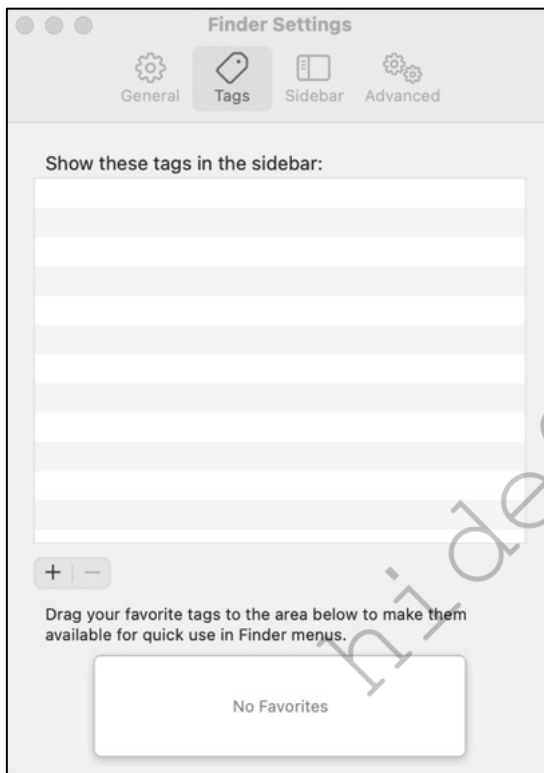 Finder Settings
General Tags Sidebar Advanced
Show these tags in the sidebar:
+ −
Drag your favorite tags to the area below to make them
available for quick use in Finder menus.
No Favorites